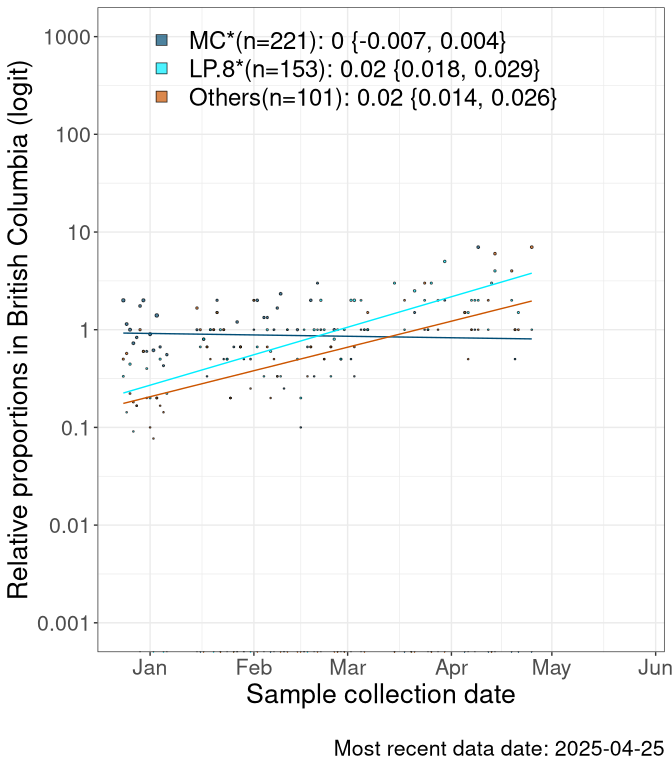 Relative proportions in British Columbia (logit)
1000
100
10
1
0.1
0.01
0.001
MC*(n=221): 0 {-0.007, 0.004}
LP.8*(n=153): 0.02 {0.018, 0.029}
Others(n=101): 0.02 {0.014, 0.026}
Jan Feb Mar Apr May Jun
Sample collection date
Most recent data date: 2025-04-25